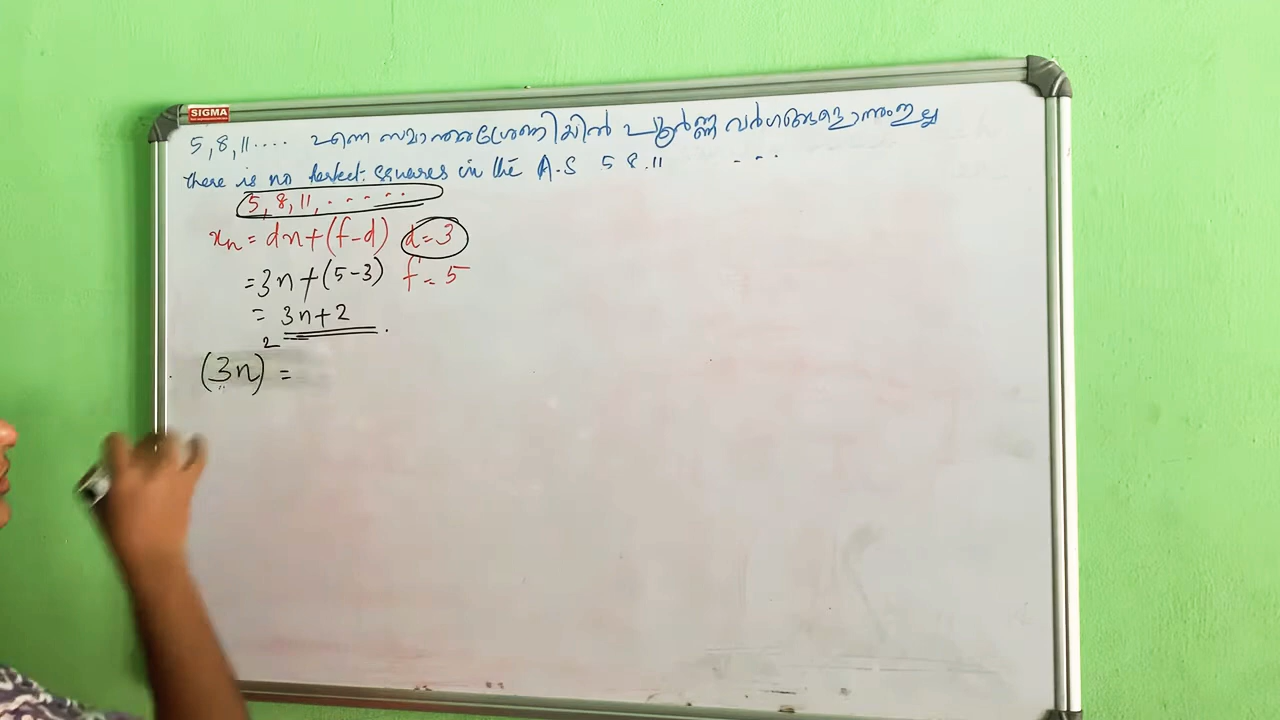 SIGMA
5,8,11.... എന്ന സമാന്തരശ്രേണിയിൽ പൂർണ്ണ വർഗങ്ങളൊന്നും ഇല്ല
There is no perfect squares in the A.S 5 8.11 ...
5, 8, 11, ......
xₙ = dn+(f-d) d=3
=3n+(5-3) f=5
= 3n+2
(3n)² =